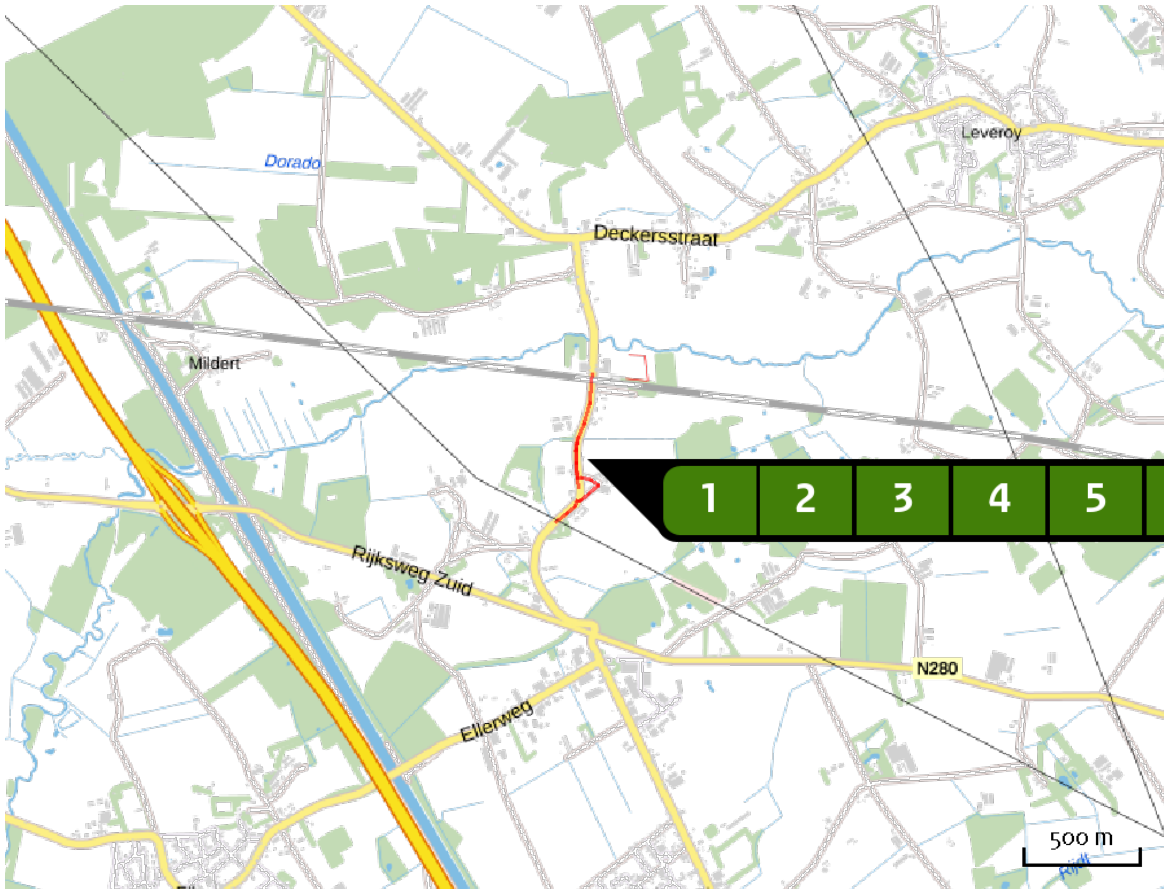 Leveroy
Dorado
Deckersstraat
Mildert
1 2 3 4 5
Rijksweg Zuid
N280
Ellerweg
500 m